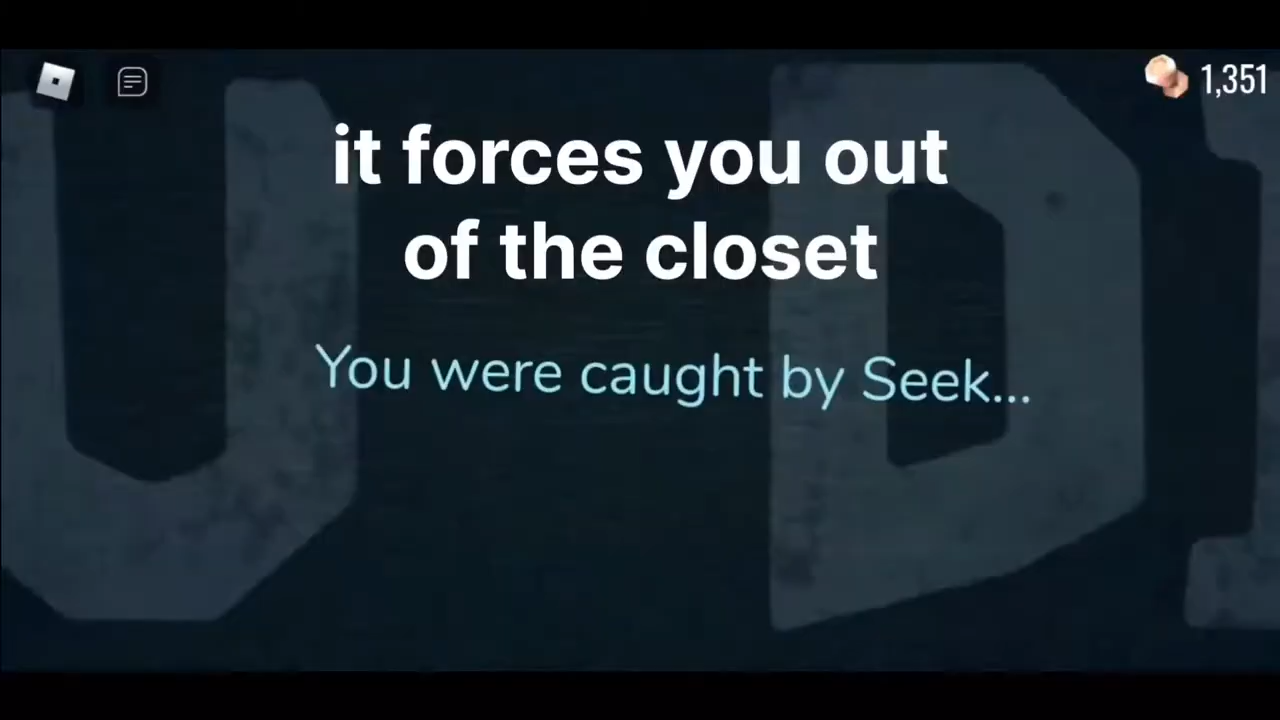 1,351
it forces you out
of the closet
You were caught by Seek...
U D